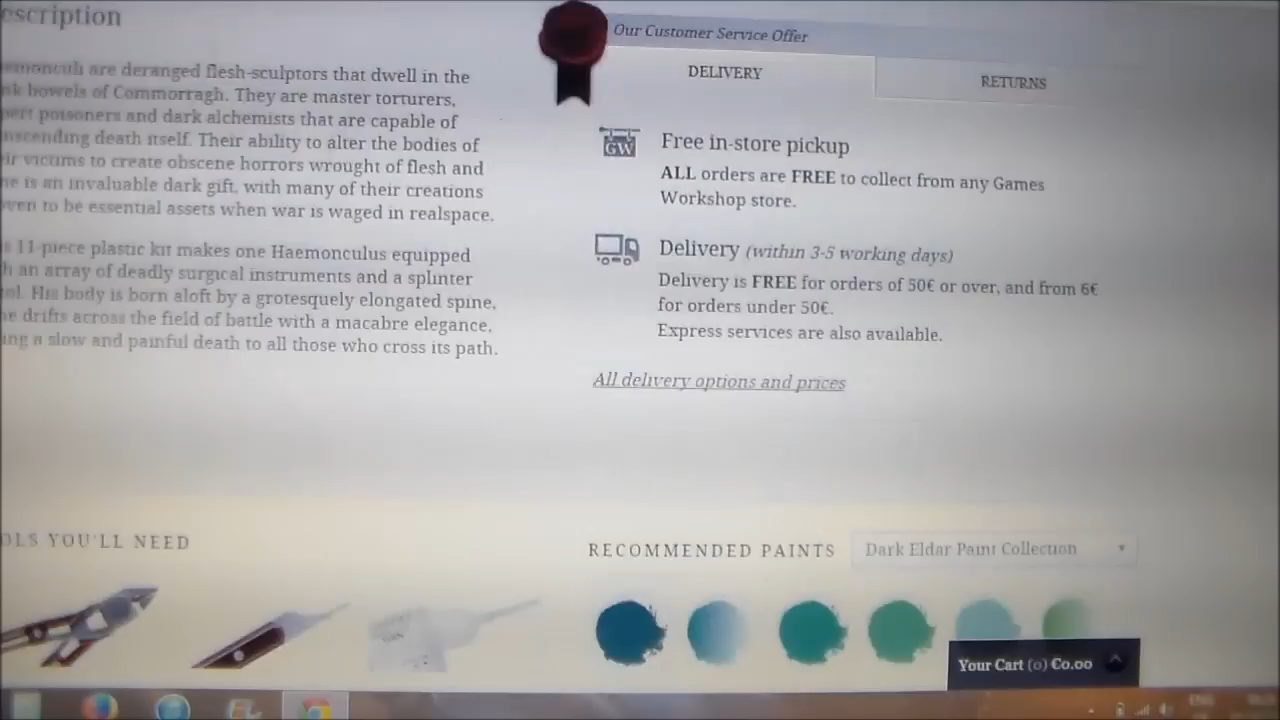 escription
emonculi are deranged flesh-sculptors that dwell in the
nk bowels of Commorragh. They are master torturers,
pert poisoners and dark alchemists that are capable of
nscending death itself. Their ability to alter the bodies of
eir victims to create obscene horrors wrought of flesh and
ne is an invaluable dark gift, with many of their creations
oven to be essential assets when war is waged in realspace.
s 11-piece plastic kit makes one Haemonculus equipped
h an array of deadly surgical instruments and a splinter
tol. His body is born aloft by a grotesquely elongated spine,
he drifts across the field of battle with a macabre elegance,
ing a slow and painful death to all those who cross its path.
Our Customer Service Offer
DELIVERY
RETURNS
GW
Free in-store pickup
ALL orders are FREE to collect from any Games
Workshop store.
Delivery (within 3-5 working days)
Delivery is FREE for orders of 50€ or over, and from 6€
for orders under 50€.
Express services are also available.
All delivery options and prices
OLS YOU'LL NEED
RECOMMENDED PAINTS
Dark Eldar Paint Collection
Your Cart (0) €0.00